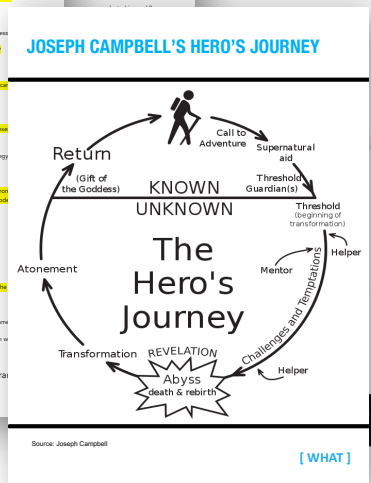 JOSEPH CAMPBELL'S HERO'S JOURNEY
Call to
Adventure
Supernatural
aid
Return
Threshold
Guardian(s)
(Gift of
the Goddess)
KNOWN
UNKNOWN
Threshold
(beginning of
transformation)
The
Hero's
Journey
Helper
Mentor
Challenges and Temptations
Atonement
Transformation
REVELATION
Abyss
death & rebirth
Helper
Source: Joseph Campbell
[ WHAT ]